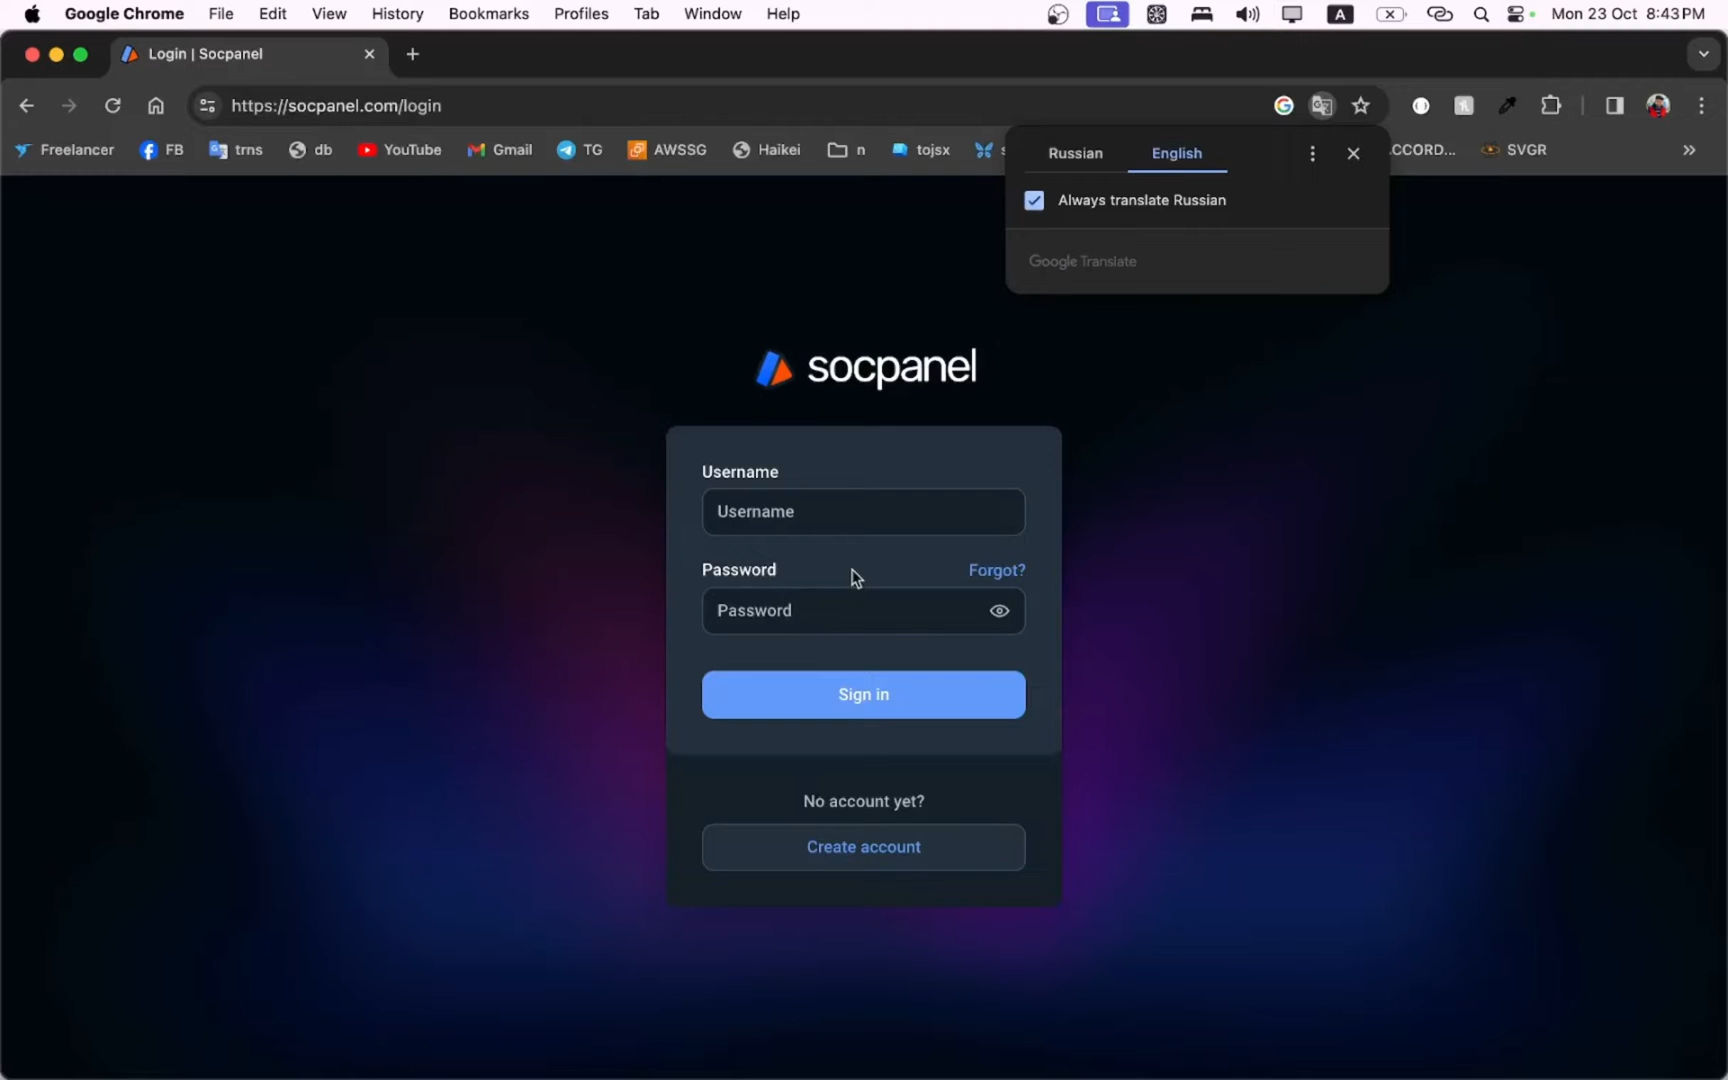 Google Chrome File Edit View History Bookmarks Profiles Tab Window Help A Mon 23 Oct 8:43 PM
Login | Socpanel
https://socpanel.com/login
Freelancer FB trns db YouTube Gmail TG AWSSG Haikei n tojsx s CCORD... SVGR »
Russian English
Always translate Russian
Google Translate
socpanel
Username
Username
Password Forgot?
Password
Sign in
No account yet?
Create account